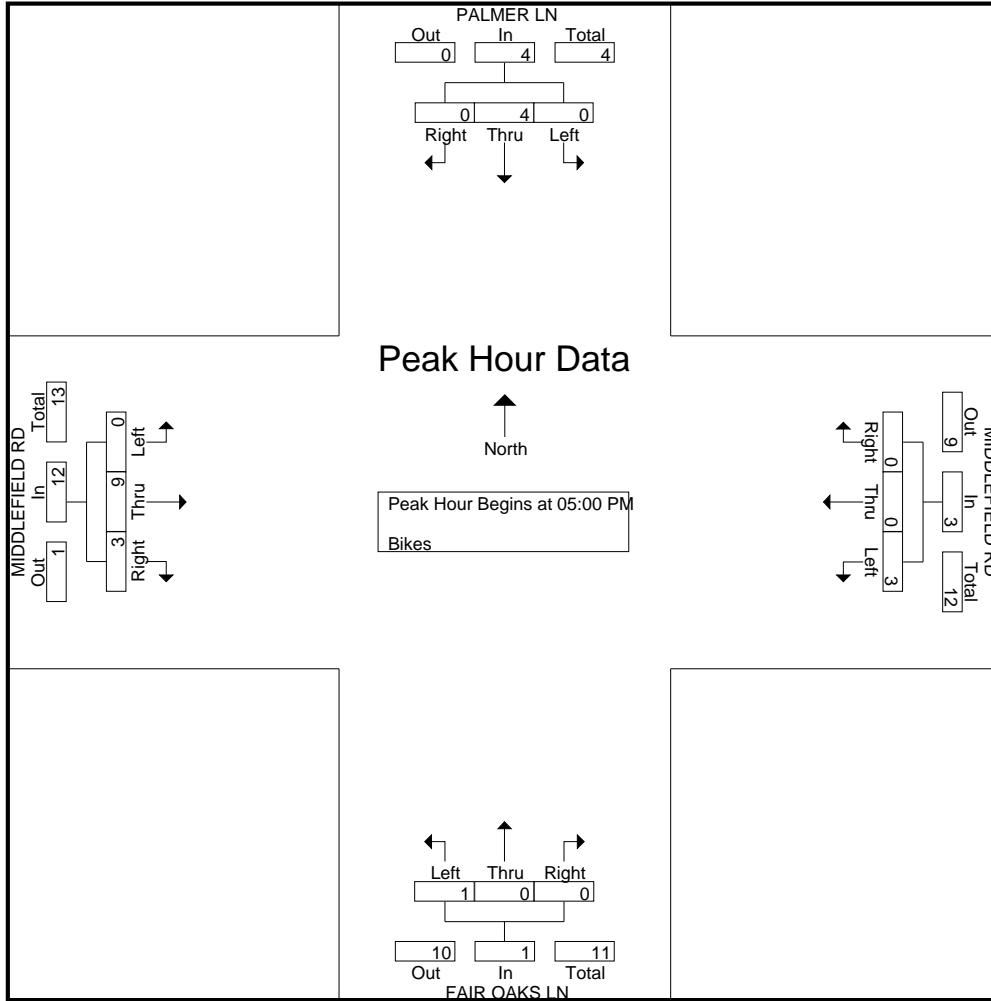 PALMER LN
Out In Total
0 4 4
0 4 0
Right Thru Left
Peak Hour Data
North
Peak Hour Begins at 05:00 PM
Bikes
MIDDLEFIELD RD
Total In Out
13 12 1
0 9 3
Left Thru Right
MIDDLEFIELD RD
Out In Total
9 3 12
0 0 3
Right Thru Left
Left Thru Right
1 0 0
10 1 11
Out In Total
FAIR OAKS LN